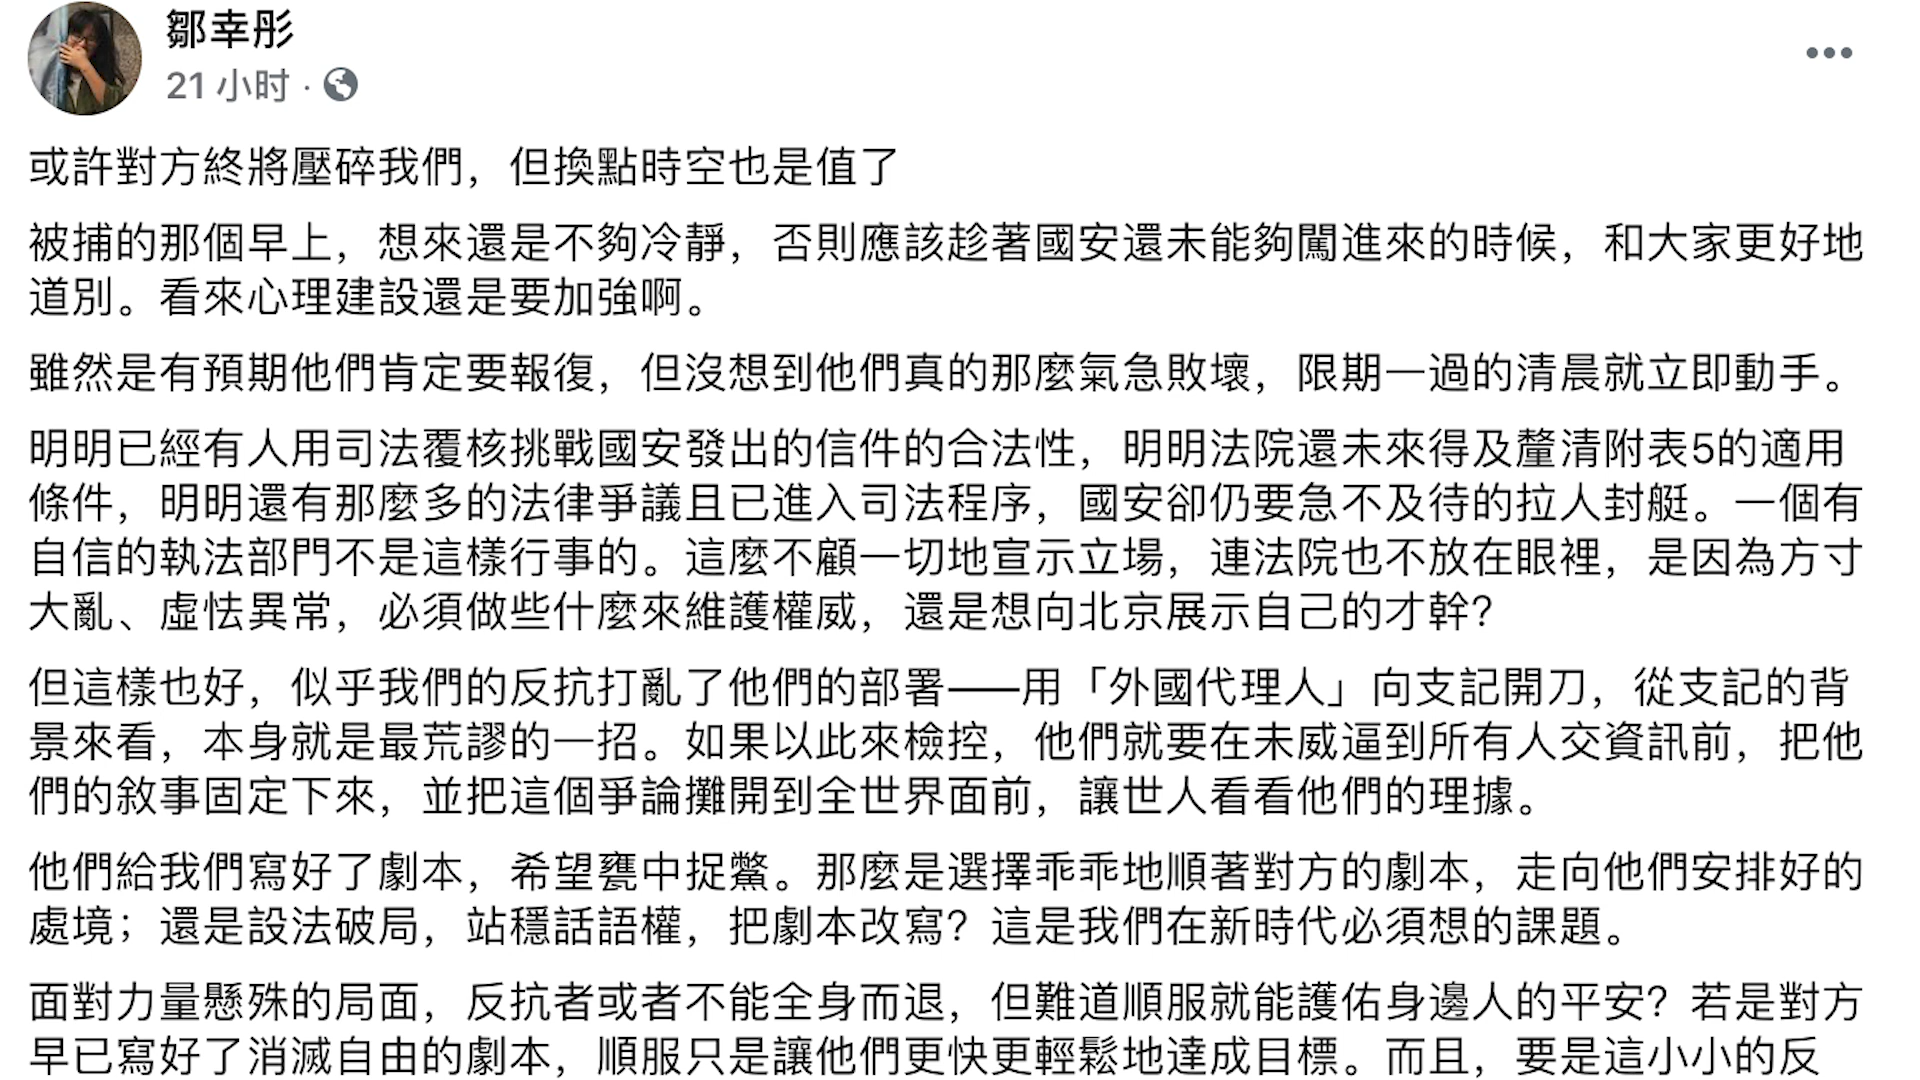 鄒幸彤
21 小时 ·
或許對方終將壓碎我們，但換點時空也是值了
被捕的那個早上，想來還是不夠冷靜，否則應該趁著國安還未能夠闖進來的時候，和大家更好地
道別。看來心理建設還是要加強啊。
雖然是有預期他們肯定要報復，但沒想到他們真的那麼氣急敗壞，限期一過的清晨就立即動手。
明明已經有人用司法覆核挑戰國安發出的信件的合法性，明明法院還未來得及釐清附表5的適用
條件，明明還有那麼多的法律爭議且已進入司法程序，國安卻仍要急不及待的拉人封艇。一個有
自信的執法部門不是這樣行事的。這麼不顧一切地宣示立場，連法院也不放在眼裡，是因為方寸
大亂、虛怯異常，必須做些什麼來維護權威，還是想向北京展示自己的才幹？
但這樣也好，似乎我們的反抗打亂了他們的部署——用「外國代理人」向支記開刀，從支記的背
景來看，本身就是最荒謬的一招。如果以此來檢控，他們就要在未威逼到所有人交資訊前，把他
們的敘事固定下來，並把這個爭論攤開到全世界面前，讓世人看看他們的理據。
他們給我們寫好了劇本，希望甕中捉鱉。那麼是選擇乖乖地順著對方的劇本，走向他們安排好的
處境；還是設法破局，站穩話語權，把劇本改寫？這是我們在新時代必須想的課題。
面對力量懸殊的局面，反抗者或者不能全身而退，但難道順服就能護佑身邊人的平安？若是對方
早已寫好了消滅自由的劇本，順服只是讓他們更快更輕鬆地達成目標。而且，要是這小小的反